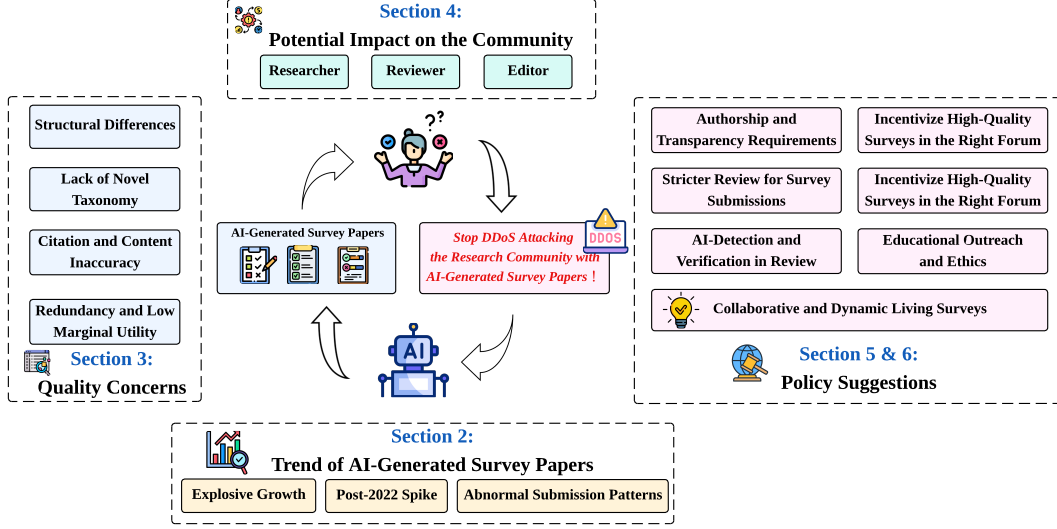 Section 4:
Potential Impact on the Community
Researcher
Reviewer
Editor
Structural Differences
Lack of Novel
Taxonomy
Citation and Content
Inaccuracy
Redundancy and Low
Marginal Utility
Section 3:
Quality Concerns
??
AI-Generated Survey Papers
DDOS
Stop DDoS Attacking
the Research Community with
AI-Generated Survey Papers！
AI
Authorship and
Transparency Requirements
Incentivize High-Quality
Surveys in the Right Forum
Stricter Review for Survey
Submissions
Incentivize High-Quality
Surveys in the Right Forum
AI-Detection and
Verification in Review
Educational Outreach
and Ethics
Collaborative and Dynamic Living Surveys
Section 5 & 6:
Policy Suggestions
Section 2:
Trend of AI-Generated Survey Papers
Explosive Growth
Post-2022 Spike
Abnormal Submission Patterns